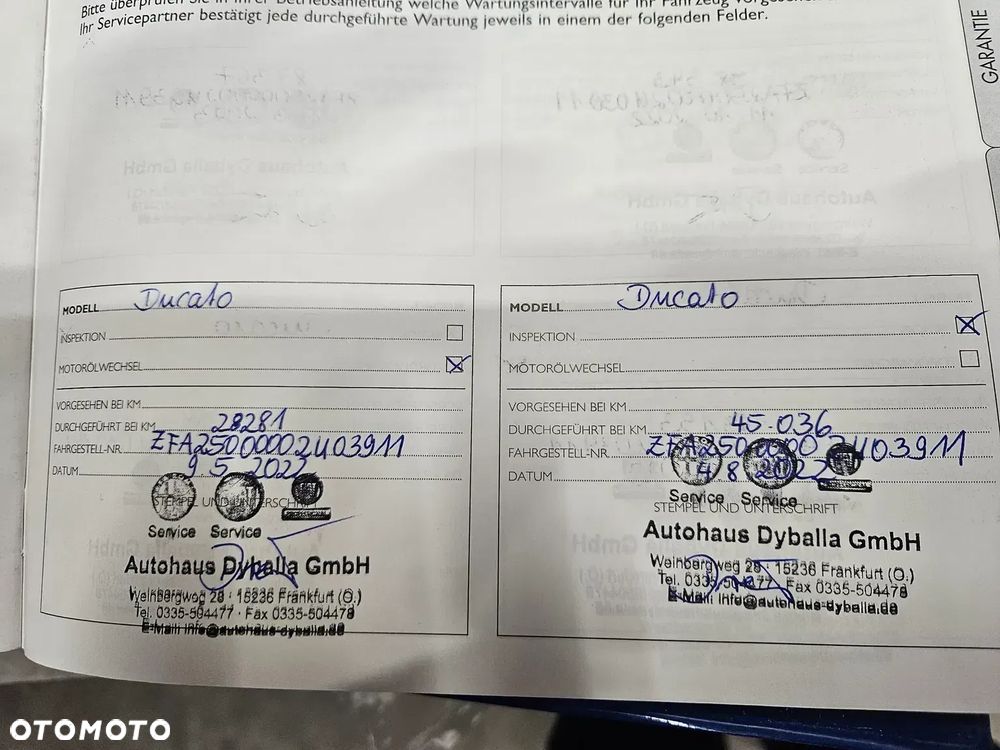 Bitte überprüfen Sie in Ihrer Betriebsanleitung welche Wartungsintervalle für Ihr Fahrzeug
Ihr Servicepartner bestätigt jede durchgeführte Wartung jeweils in einem der folgenden Felder.
GARANTIE
MODELL Ducato
INSPEKTION
MOTORÖLWECHSEL
VORGESEHEN BEI KM
DURCHGEFÜHRT BEI KM 28281
FAHRGESTELL-NR. ZFA25000002U03911
DATUM 9.5.2022
STEMPEL UND UNTERSCHRIFT
Service Service
Autohaus Dyballa GmbH
Weinbergweg 28 · 15236 Frankfurt (O.)
Tel. 0335-504477 · Fax 0335-504478
E-Mail: info@autohaus-dyballa.de
MODELL Ducato
INSPEKTION
MOTORÖLWECHSEL
VORGESEHEN BEI KM
DURCHGEFÜHRT BEI KM 45.036
FAHRGESTELL-NR. ZFA25000002U03911
DATUM 4 8 2022
Service Service
STEMPEL UND UNTERSCHRIFT
Autohaus Dyballa GmbH
Weinbergweg 28 · 15236 Frankfurt (O.)
Tel. 0335-504477 · Fax 0335-504478
E-Mail: info@autohaus-dyballa.de
OTOMOTO